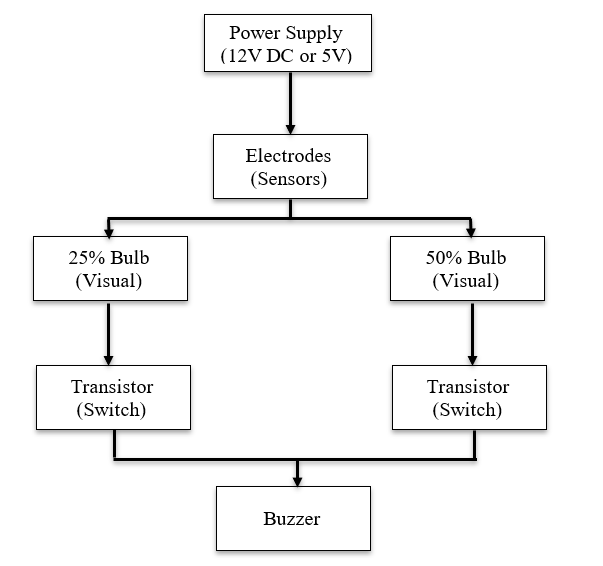 Power Supply
(12V DC or 5V)
Electrodes
(Sensors)
25% Bulb
(Visual)
50% Bulb
(Visual)
Transistor
(Switch)
Transistor
(Switch)
Buzzer